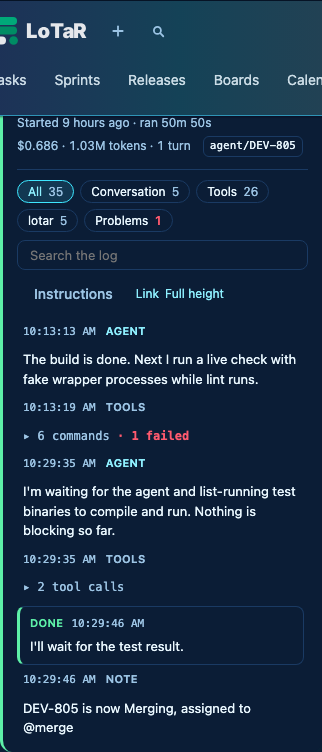 LoTaR
asks Sprints Releases Boards Calen
Started 9 hours ago · ran 50m 50s
$0.686 · 1.03M tokens · 1 turn agent/DEV-805
All 35 Conversation 5 Tools 26
lotar 5 Problems 1
Search the log
Instructions Link Full height
10:13:13 AM AGENT
The build is done. Next I run a live check with
fake wrapper processes while lint runs.
10:13:19 AM TOOLS
▸ 6 commands · 1 failed
10:29:35 AM AGENT
I'm waiting for the agent and list-running test
binaries to compile and run. Nothing is
blocking so far.
10:29:35 AM TOOLS
▸ 2 tool calls
DONE 10:29:46 AM
I'll wait for the test result.
10:29:46 AM NOTE
DEV-805 is now Merging, assigned to
@merge